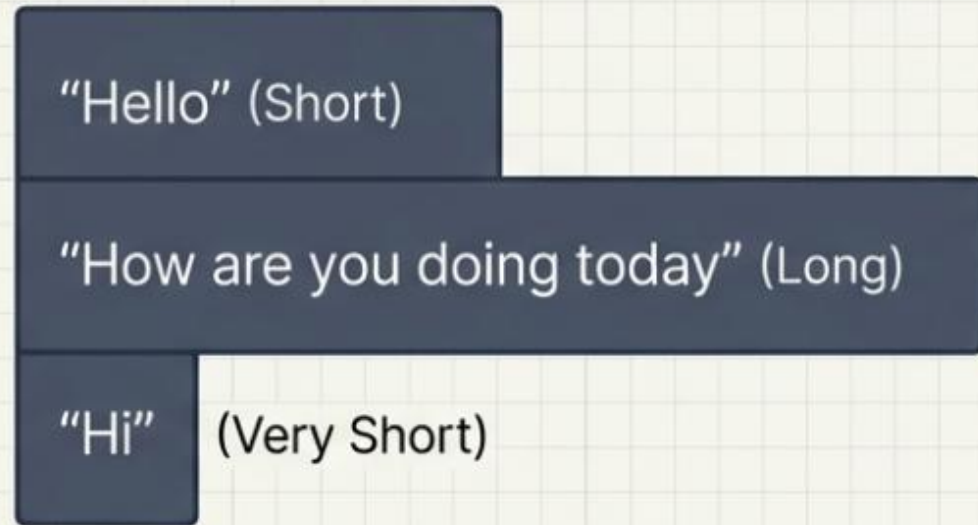 “Hello” (Short)
“How are you doing today” (Long)
“Hi” (Very Short)